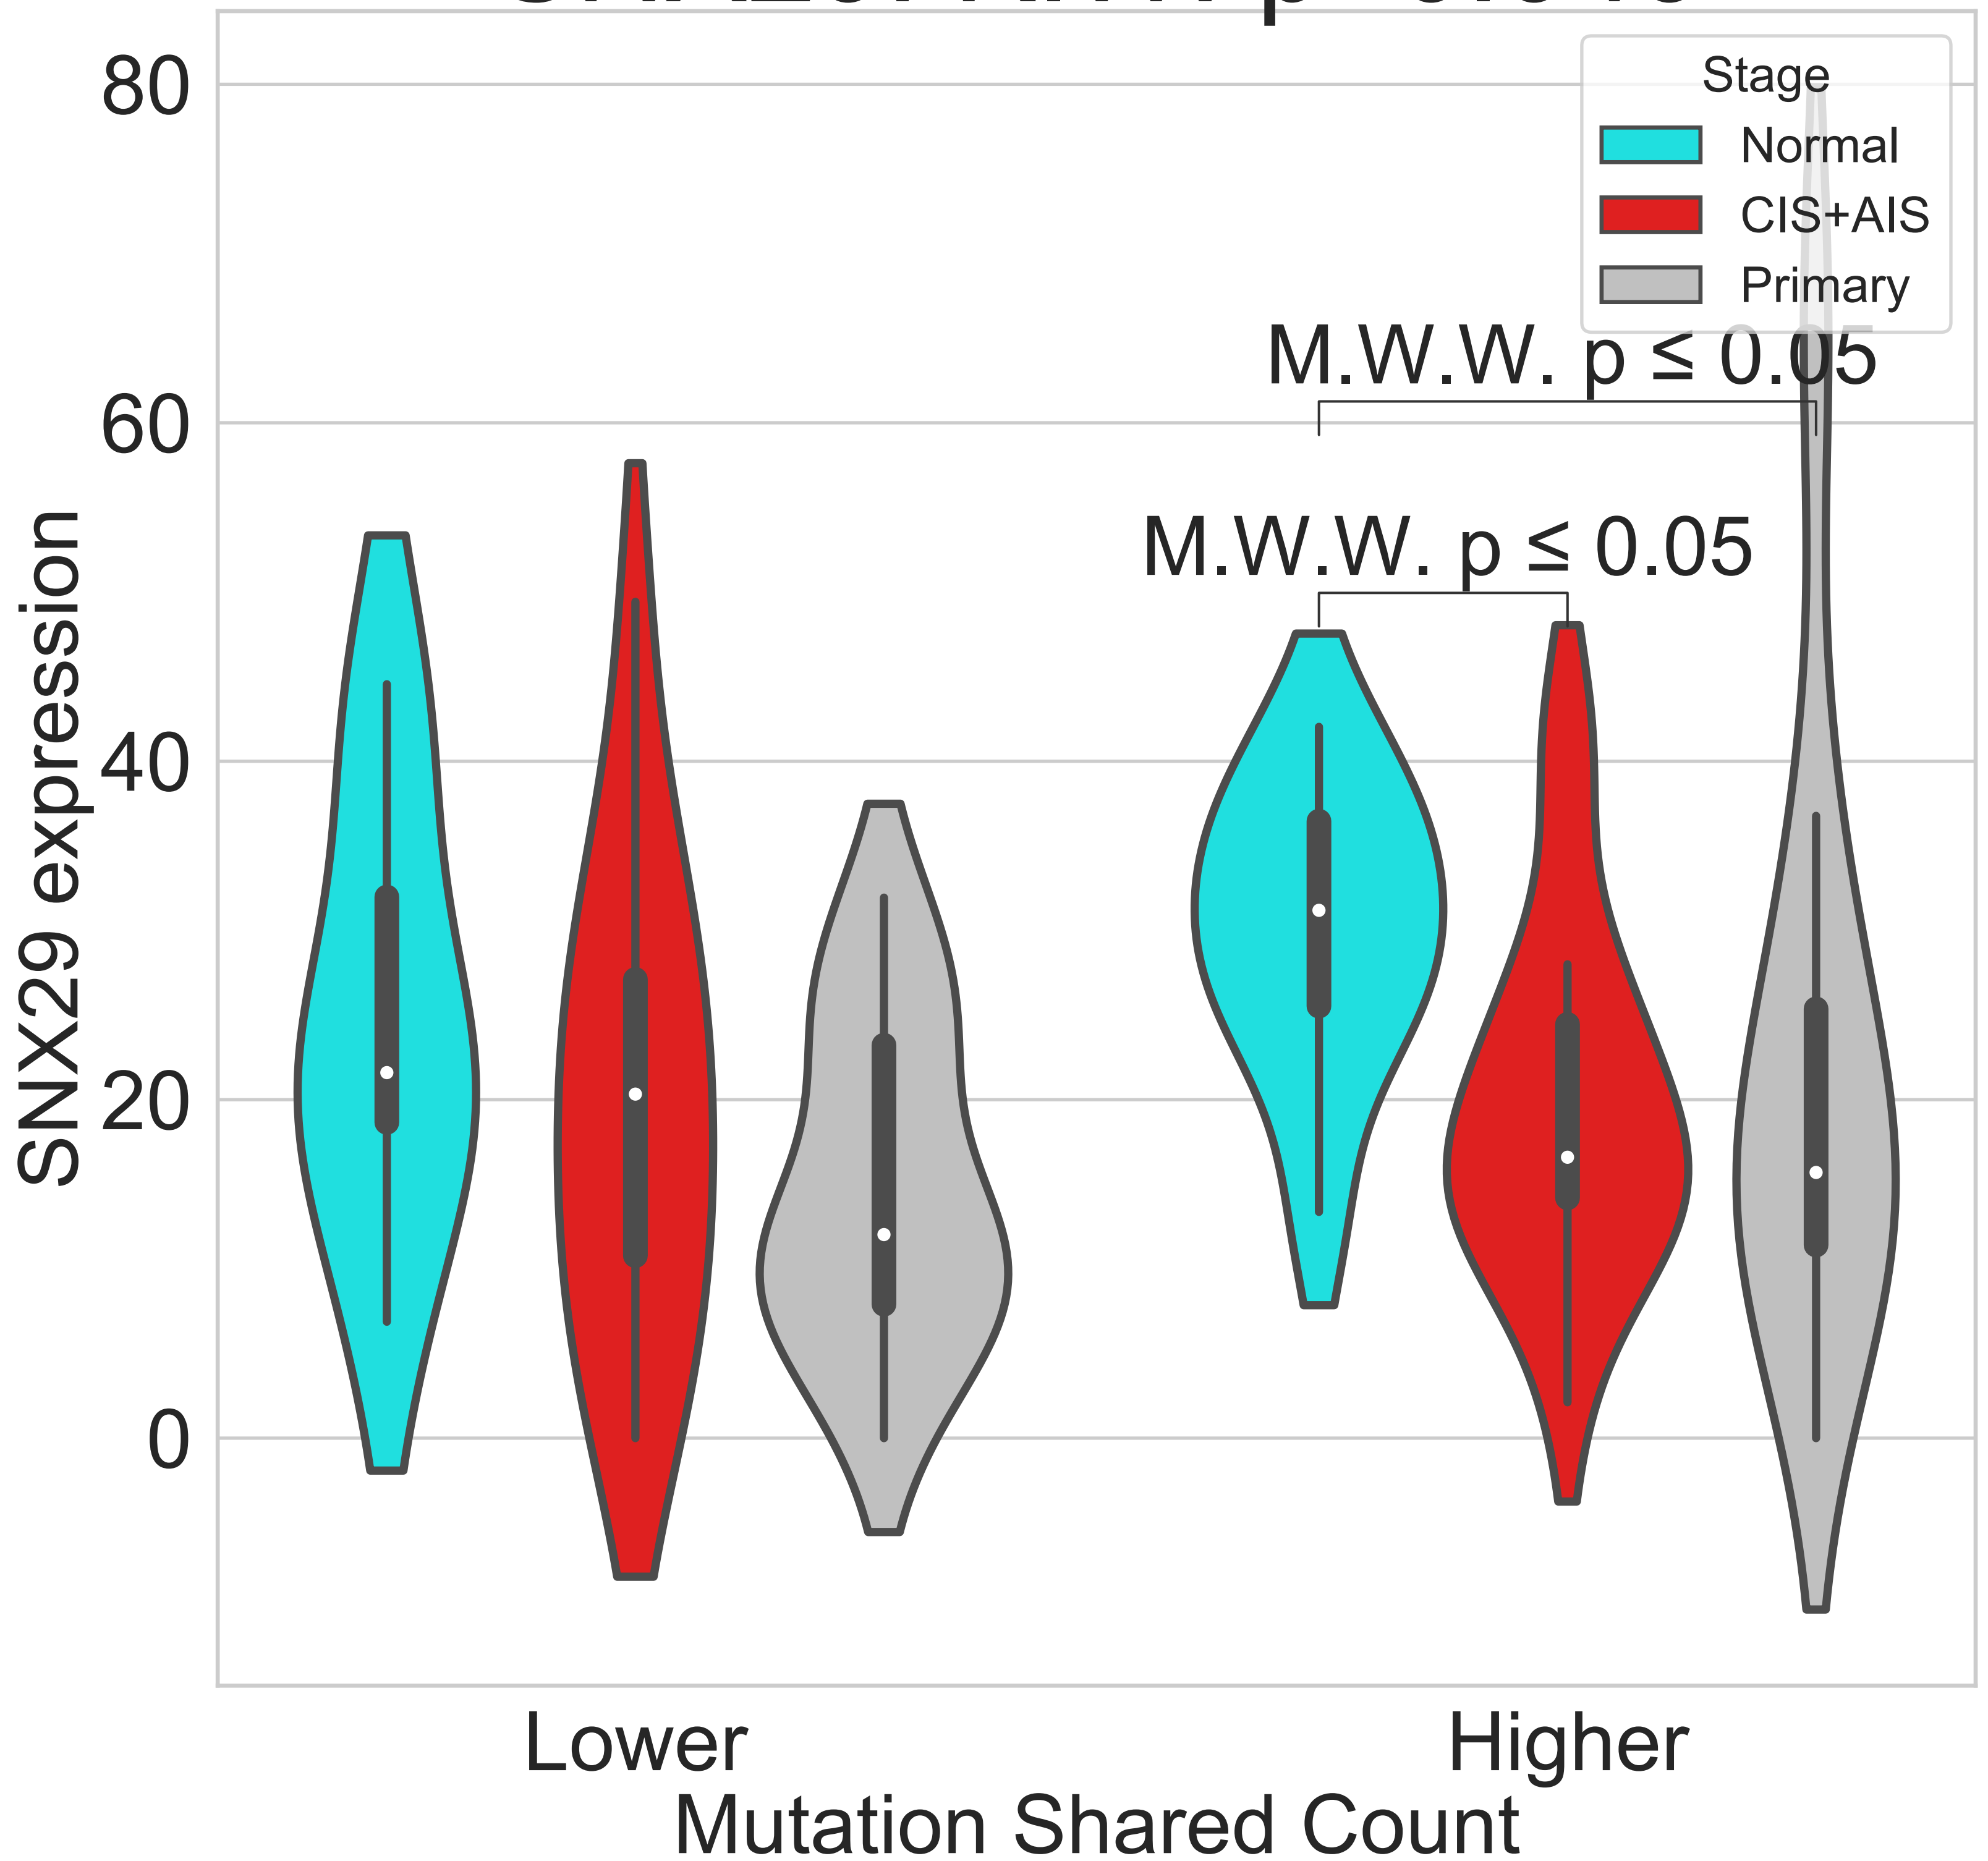 Stage
Normal
CIS+AIS
Primary
M.W.W. p ≤ 0.05
M.W.W. p ≤ 0.05
80
60
40
20
0
SNX29 expression
Lower
Higher
Mutation Shared Count